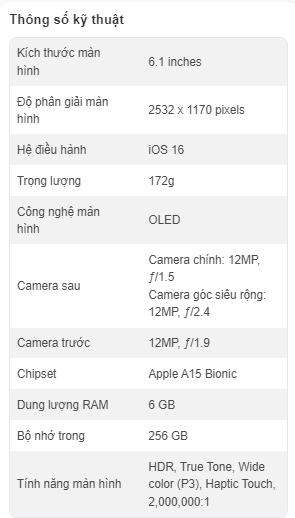 Thông số kỹ thuật
Kích thước màn
hình
6.1 inches
Độ phân giải màn
hình
2532 x 1170 pixels
Hệ điều hành
iOS 16
Trọng lượng
172g
Công nghệ màn
hình
OLED
Camera sau
Camera chính: 12MP,
ƒ/1.5
Camera góc siêu rộng:
12MP, ƒ/2.4
Camera trước
12MP, ƒ/1.9
Chipset
Apple A15 Bionic
Dung lượng RAM
6 GB
Bộ nhớ trong
256 GB
Tính năng màn hình
HDR, True Tone, Wide
color (P3), Haptic Touch,
2,000,000:1